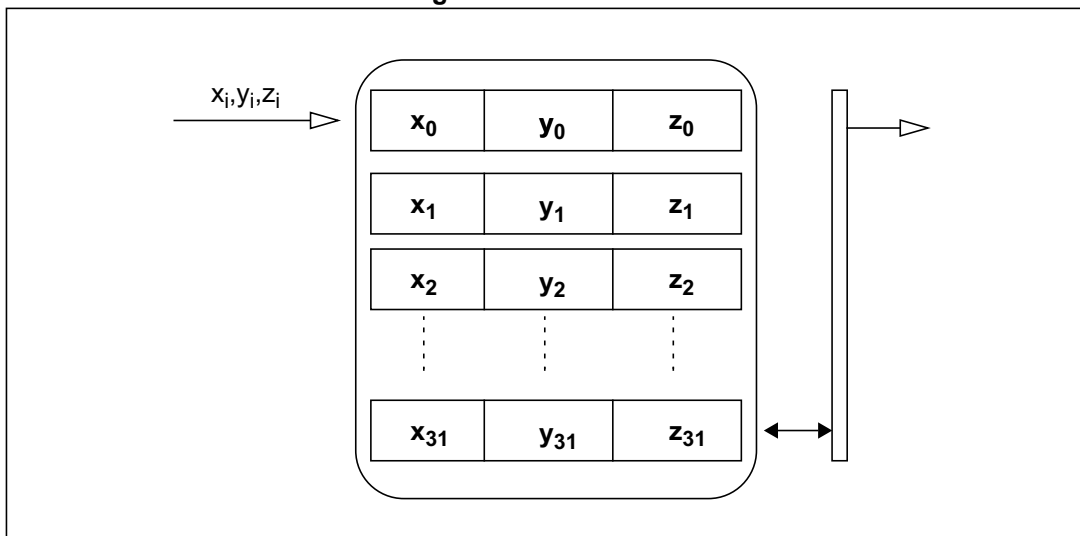 xᵢ,yᵢ,zᵢ
x₀ y₀ z₀
x₁ y₁ z₁
x₂ y₂ z₂
x₃₁ y₃₁ z₃₁